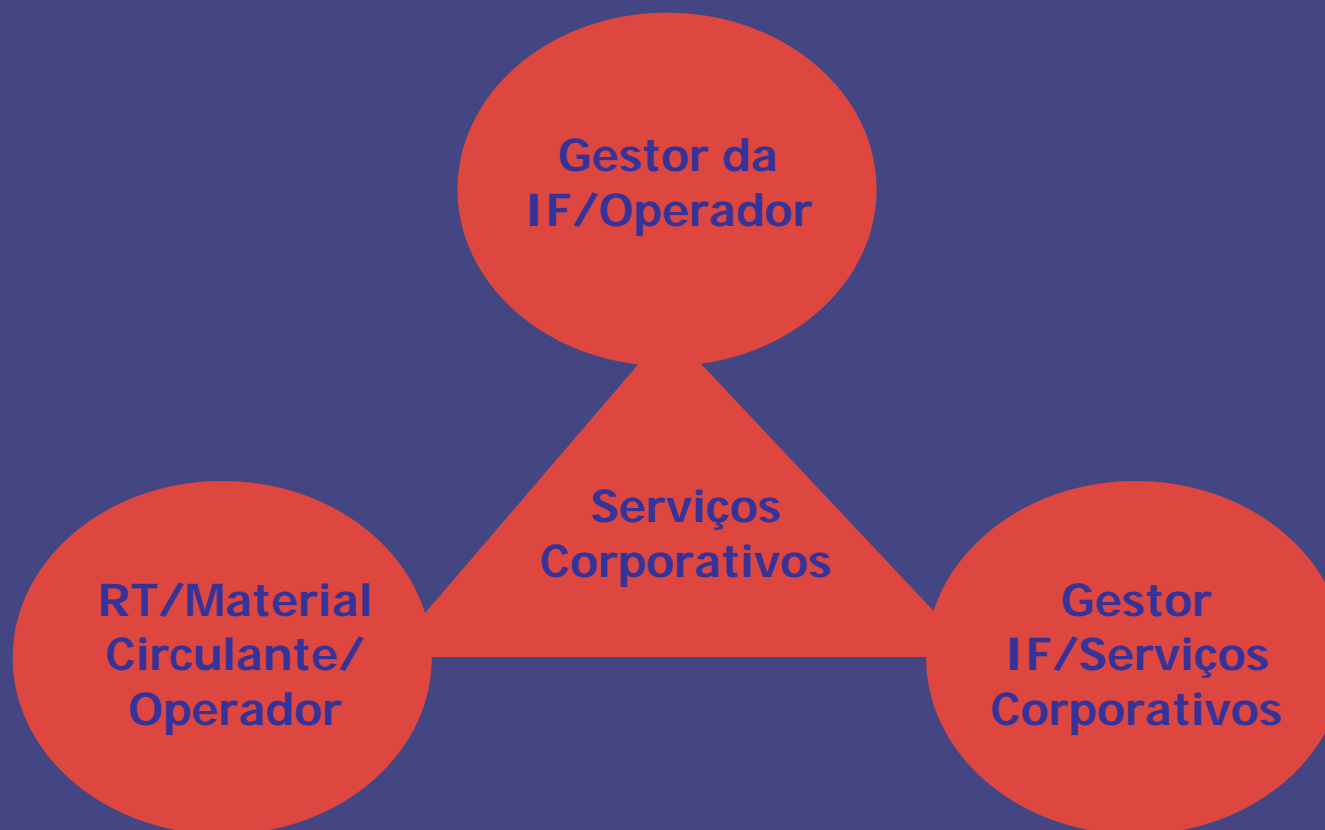 Gestor da
IF/Operador
Serviços
Corporativos
RT/Material
Circulante/
Operador
Gestor
IF/Serviços
Corporativos